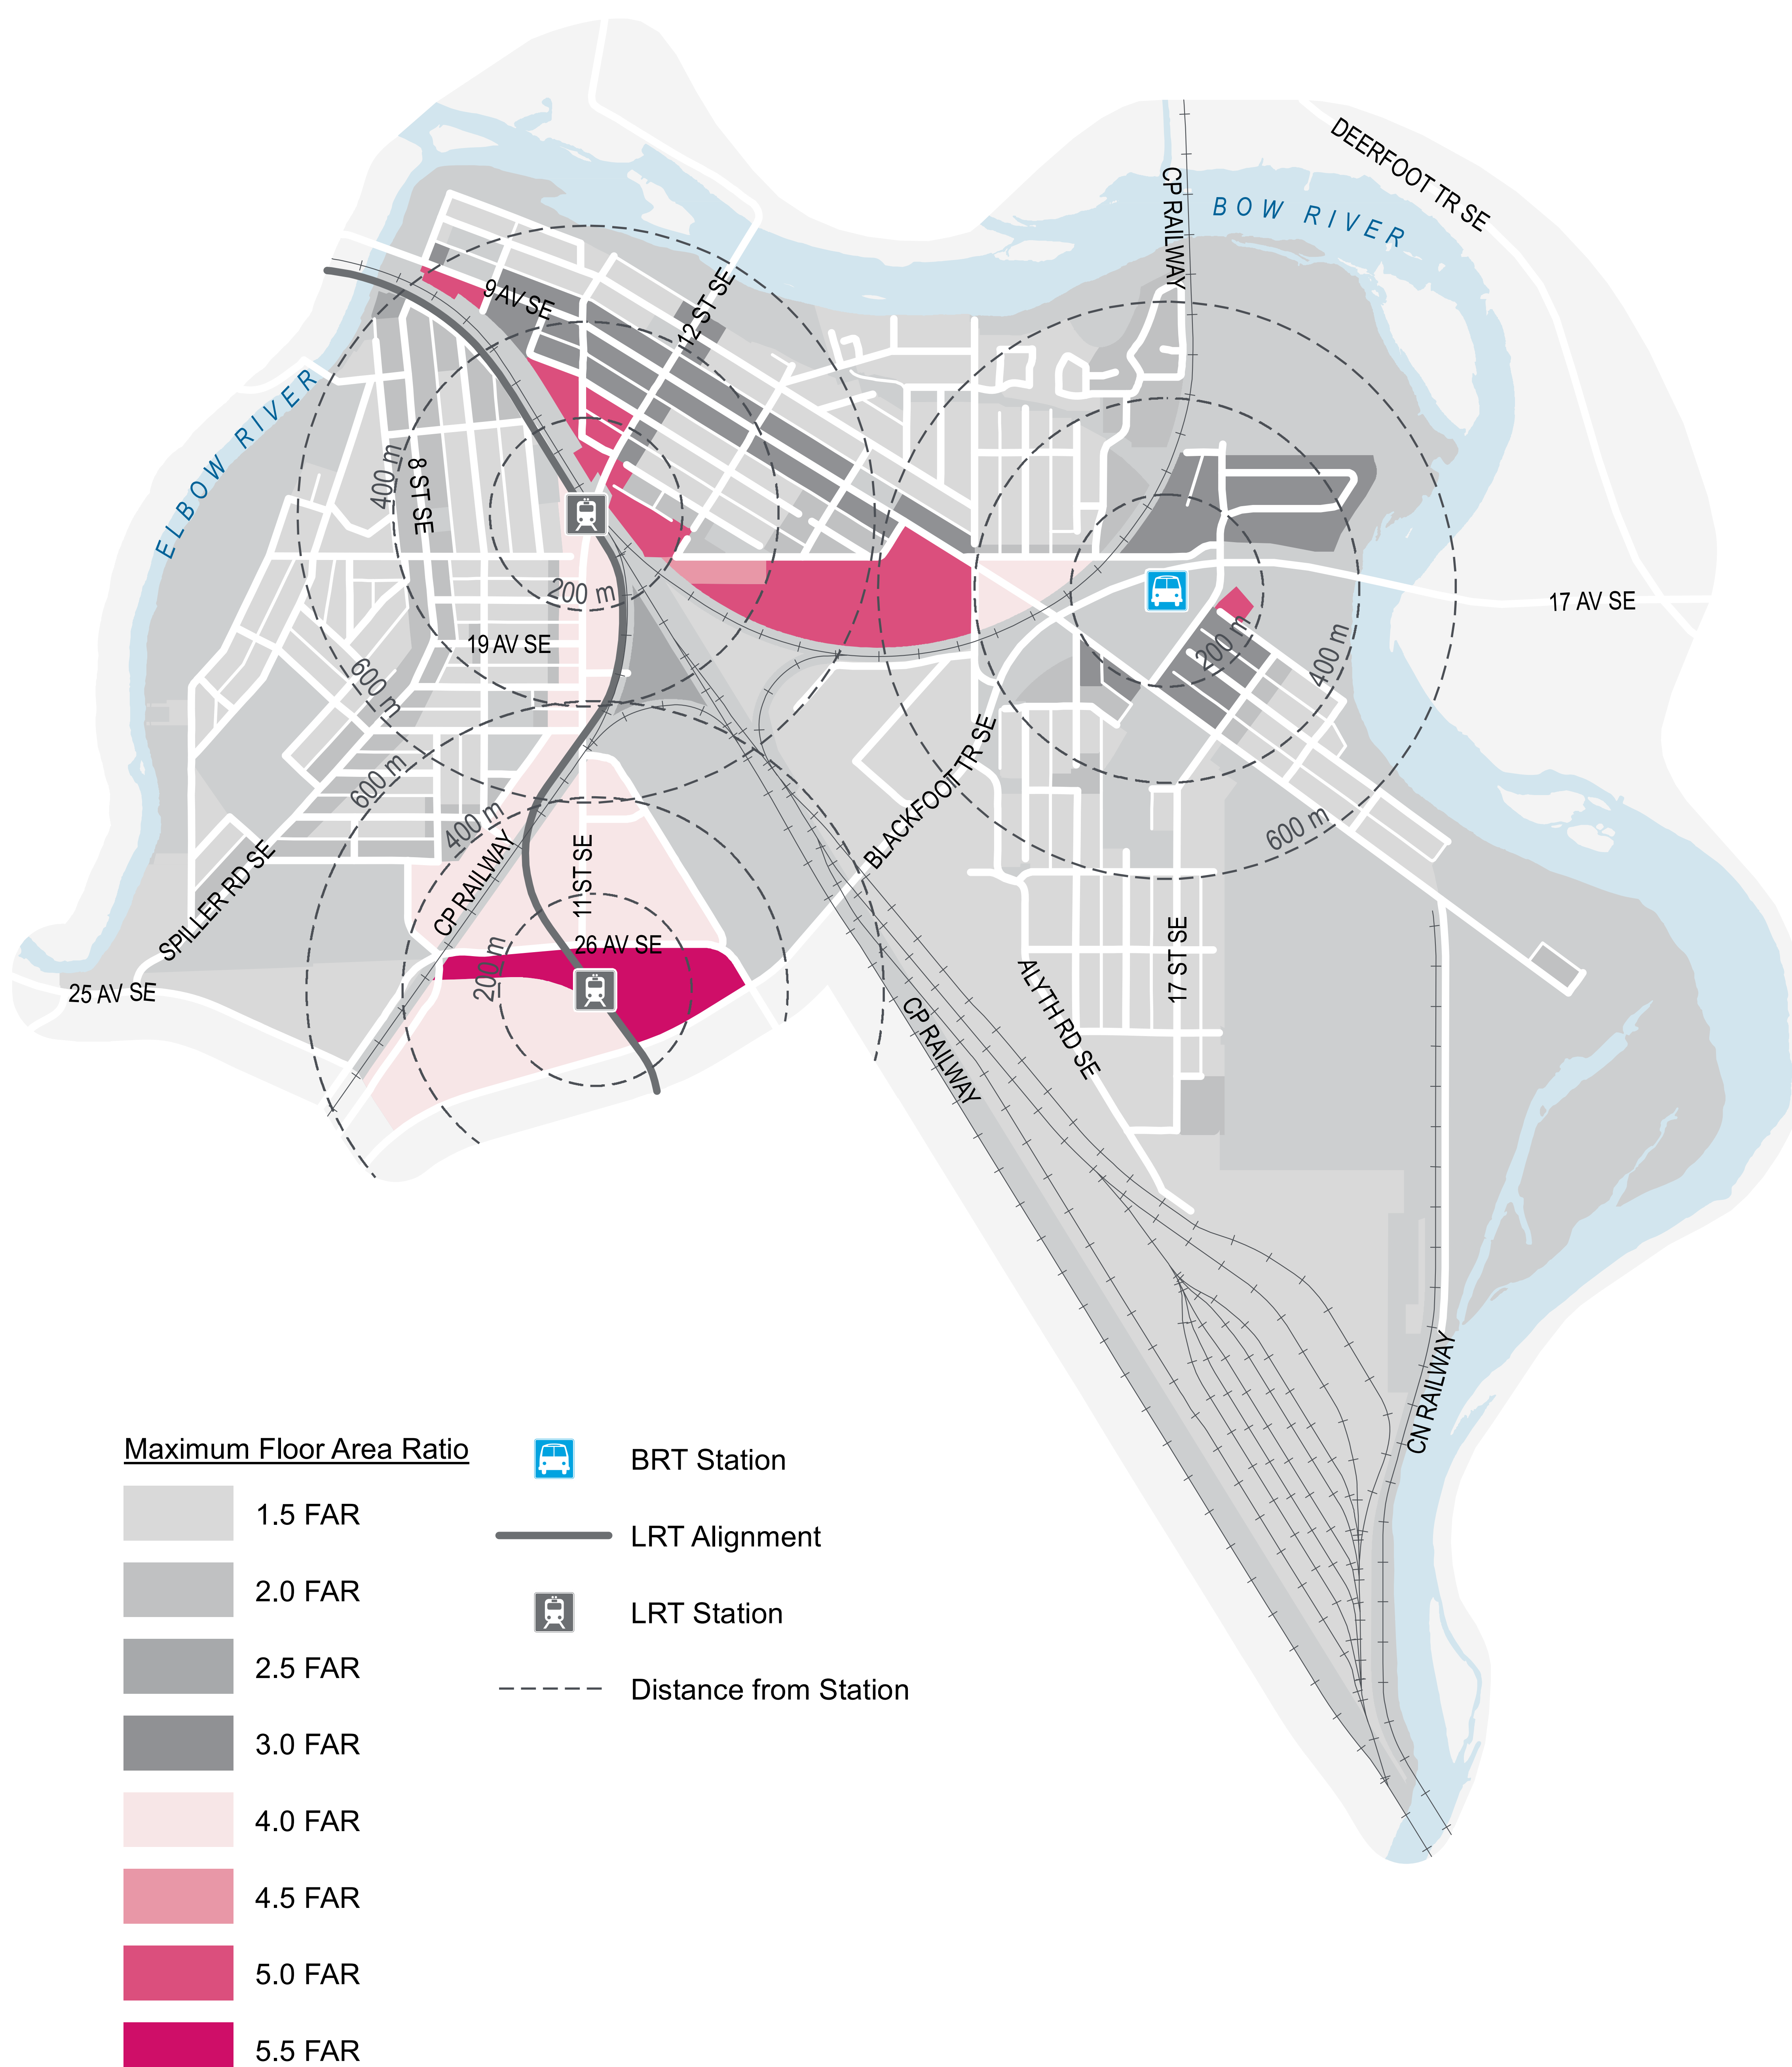 DEERFOOT TR SE
CP RAILWAY
BOW RIVER
9 AV SE
12 ST SE
ELBOW RIVER
400 m
8 ST SE
200 m
17 AV SE
19 AV SE
200 m
400 m
600 m
600 m
BLACKFOOT TR SE
400 m
600 m
SPILLER RD SE
CP RAILWAY
11 ST SE
26 AV SE
200 m
17 ST SE
25 AV SE
ALYTH RD SE
CP RAILWAY
CN RAILWAY
Maximum Floor Area Ratio
1.5 FAR
2.0 FAR
2.5 FAR
3.0 FAR
4.0 FAR
4.5 FAR
5.0 FAR
5.5 FAR
BRT Station
LRT Alignment
LRT Station
Distance from Station